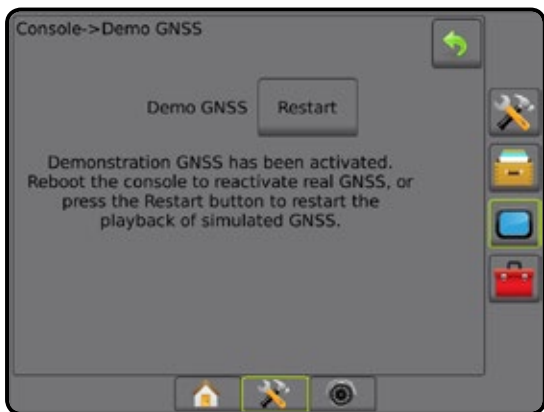 Console->Demo GNSS
Demo GNSS Restart
Demonstration GNSS has been activated.
Reboot the console to reactivate real GNSS, or
press the Restart button to restart the
playback of simulated GNSS.